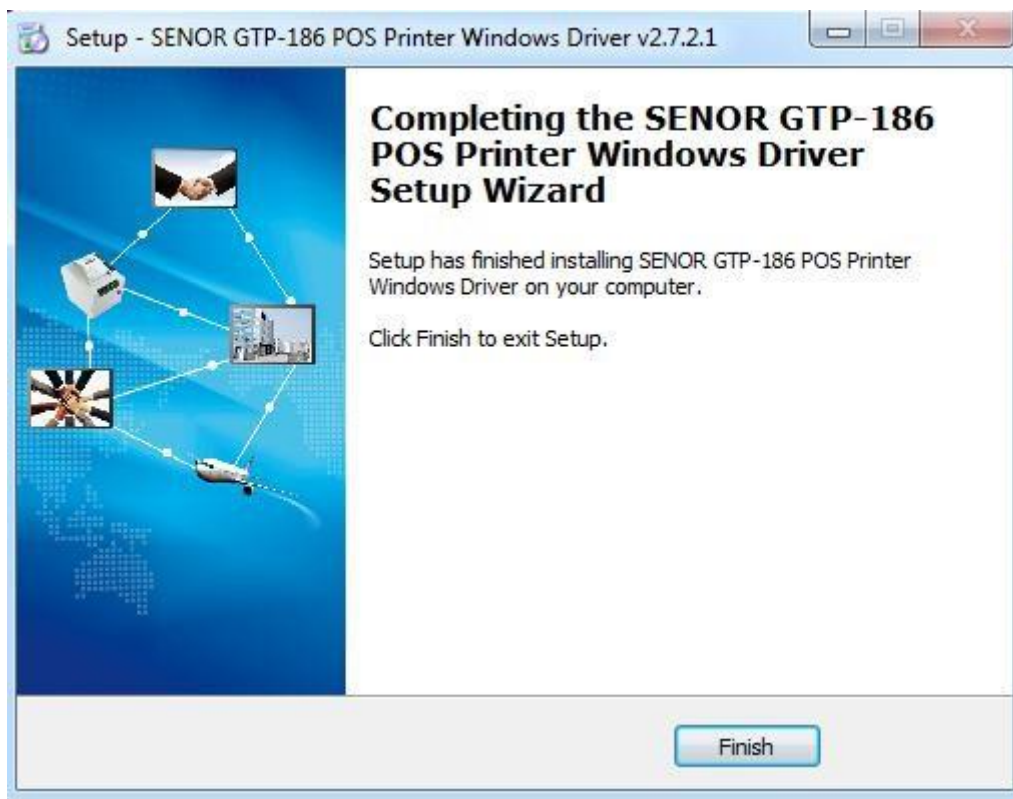 Setup - SENOR GTP-186 POS Printer Windows Driver v2.7.2.1
Completing the SENOR GTP-186
POS Printer Windows Driver
Setup Wizard
Setup has finished installing SENOR GTP-186 POS Printer
Windows Driver on your computer.
Click Finish to exit Setup.
Finish